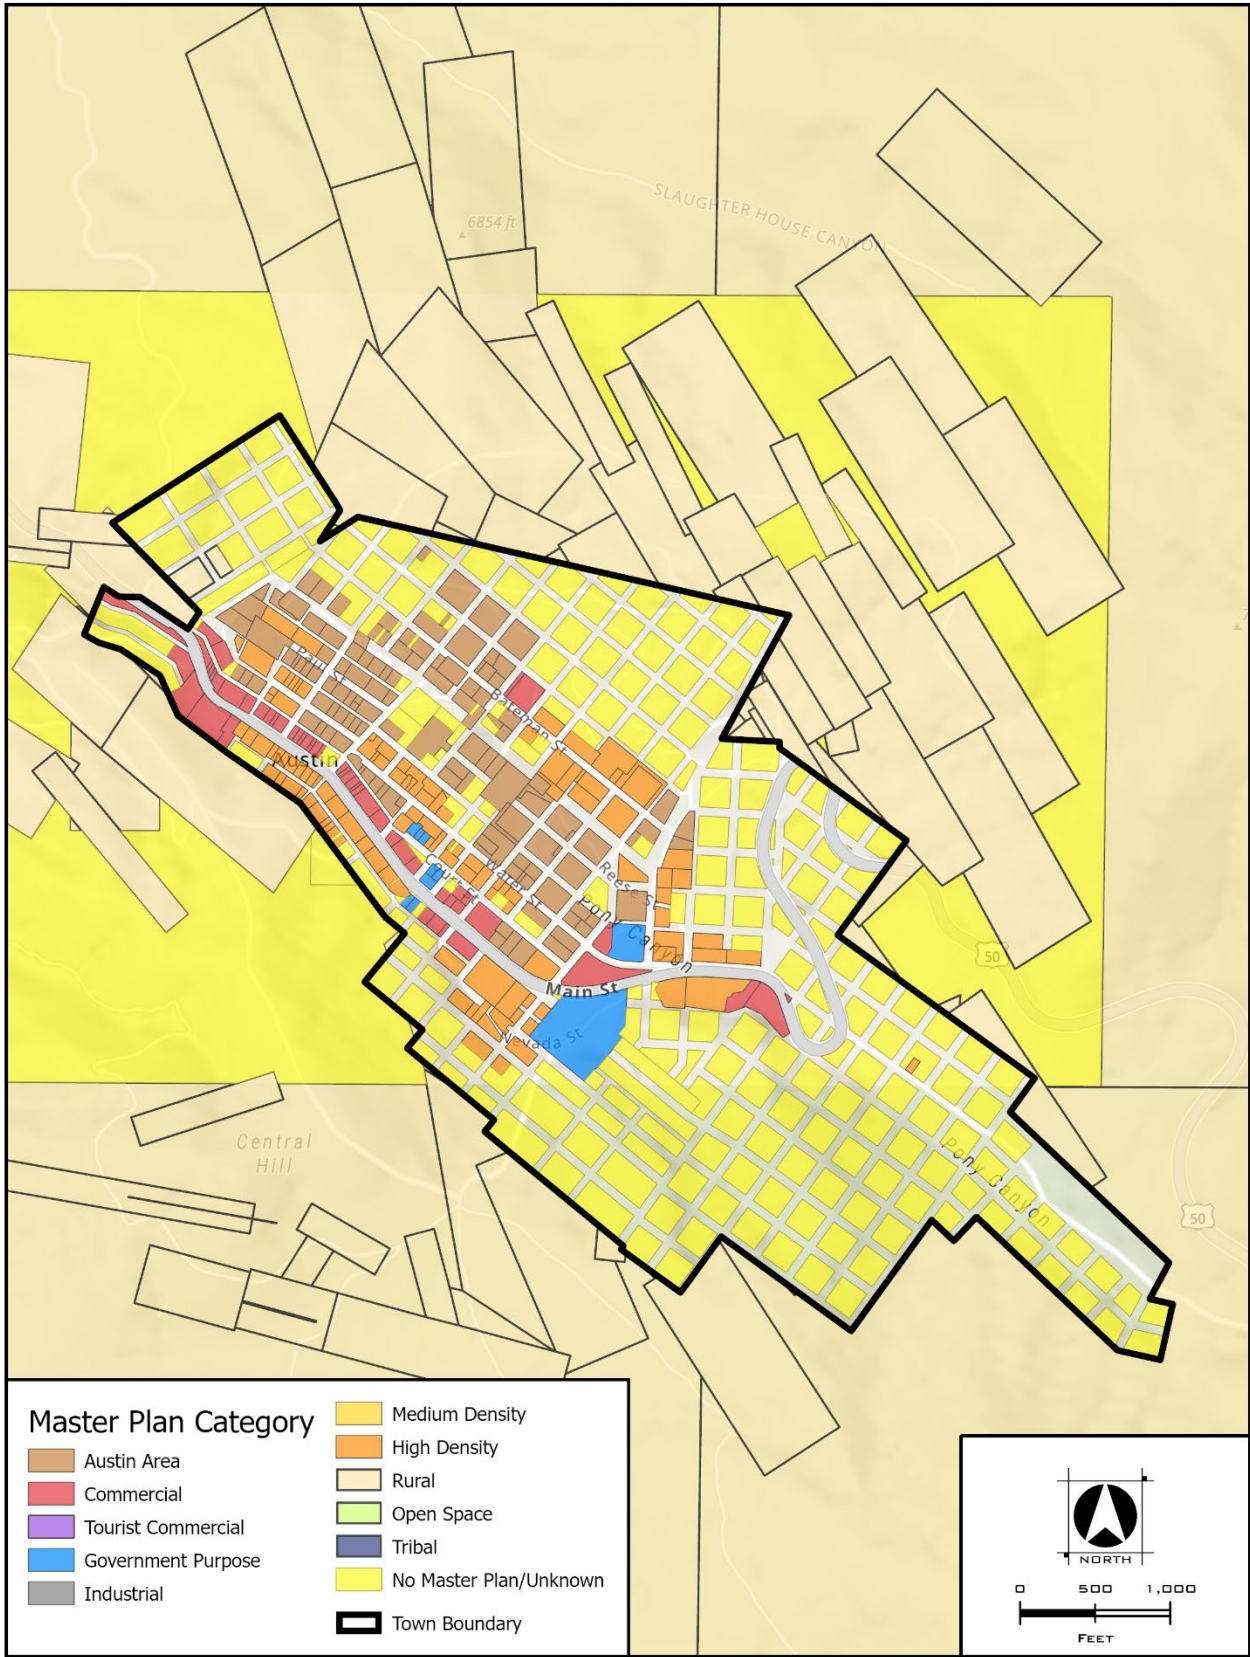 6854 ft
SLAUGHTER HOUSE CANYON
Paul St
Bateman St
Austin
Court St
Water St
Reese St
Pony Canyon
50
Main St
Nevada St
Central
Hill
Pony Canyon
50
Master Plan Category
Austin Area
Commercial
Tourist Commercial
Government Purpose
Industrial
Medium Density
High Density
Rural
Open Space
Tribal
No Master Plan/Unknown
Town Boundary
NORTH
0 500 1,000
FEET